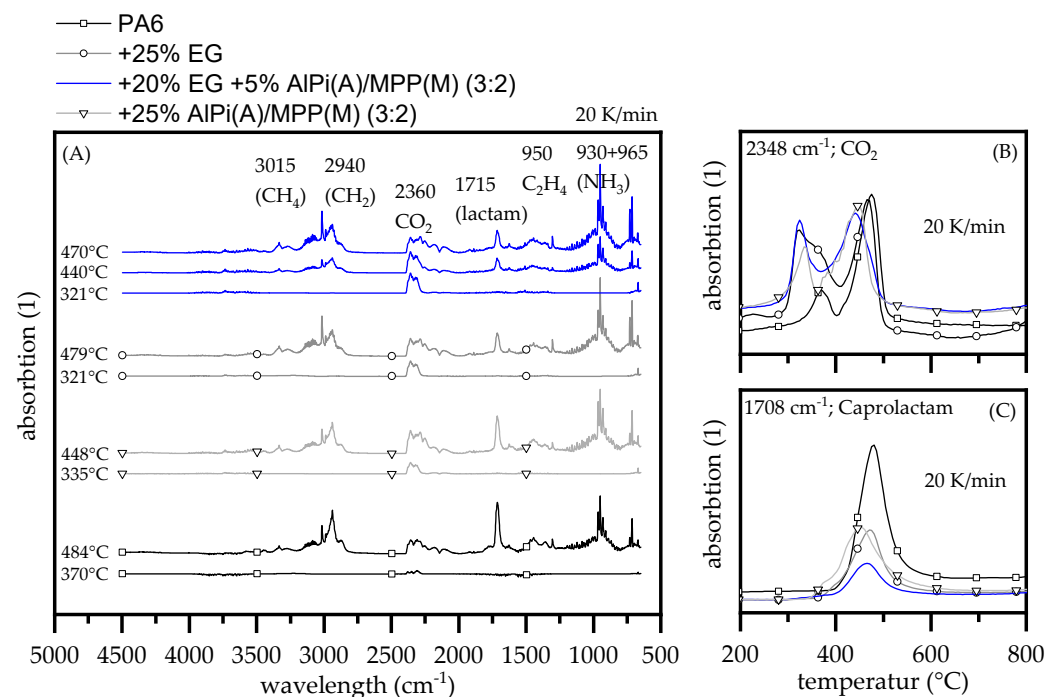 PA6
+25% EG
+20% EG +5% AlPi(A)/MPP(M) (3:2)
+25% AlPi(A)/MPP(M) (3:2)
20 K/min
(A)
3015
(CH₄)
2940
(CH₂)
2360
CO₂
1715
(lactam)
950
C₂H₄
930+965
(NH₃)
470°C
440°C
321°C
479°C
321°C
448°C
335°C
484°C
370°C
absorbtion (1)
5000 4500 4000 3500 3000 2500 2000 1500 1000 500
wavelength (cm⁻¹)
2348 cm⁻¹; CO₂
(B)
20 K/min
absorbtion (1)
1708 cm⁻¹; Caprolactam
(C)
20 K/min
absorbtion (1)
200 400 600 800
temperatur (°C)